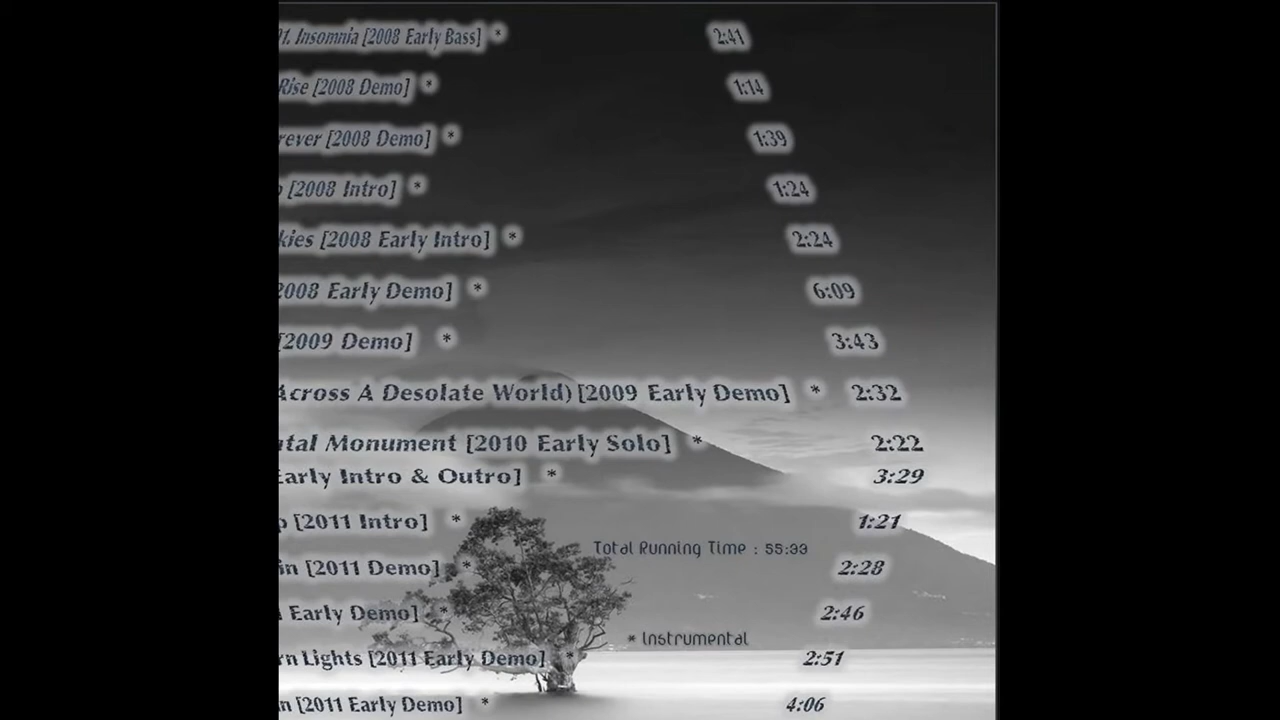 01. Insomnia [2008 Early Bass] * 2:41
Rise [2008 Demo] * 1:14
rever [2008 Demo] * 1:39
[2008 Intro] * 1:24
kies [2008 Early Intro] * 2:24
2008 Early Demo] * 6:09
[2009 Demo] * 3:43
Across A Desolate World) [2009 Early Demo] * 2:32
ntal Monument [2010 Early Solo] * 2:22
Early Intro & Outro] * 3:29
p [2011 Intro] * 1:21
Total Running Time : 55:33
in [2011 Demo] * 2:28
Early Demo] * 2:46
* Instrumental
rn Lights [2011 Early Demo] * 2:51
n [2011 Early Demo] * 4:06